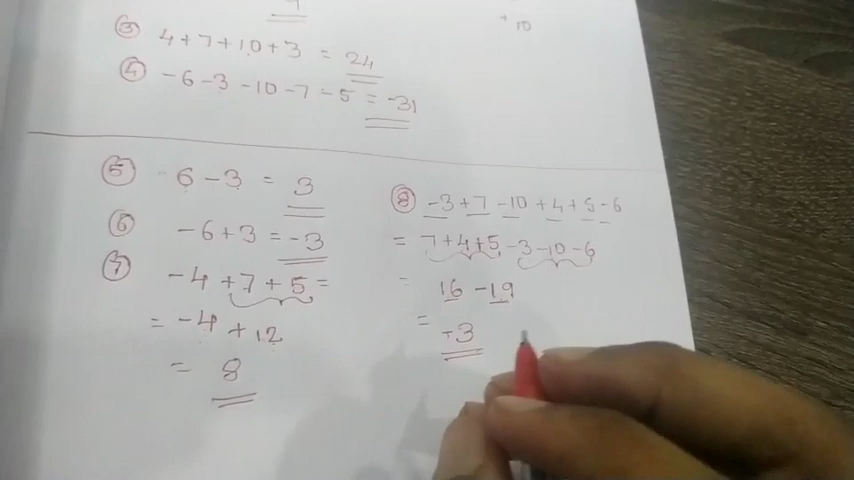 + 10
③ 4 + 7 + 10 + 3 = 24
④ - 6 - 3 - 10 - 7 - 5 = -31
⑤ 6 - 3 = 3
⑥ - 6 + 3 = - 3
⑦ - 4 + 7 + 5 =
= - 4 + 12
= 8
⑧ - 3 + 7 - 10 + 4 + 5 - 6
= 7 + 4 + 5 - 3 - 10 - 6
= 16 - 19
= - 3